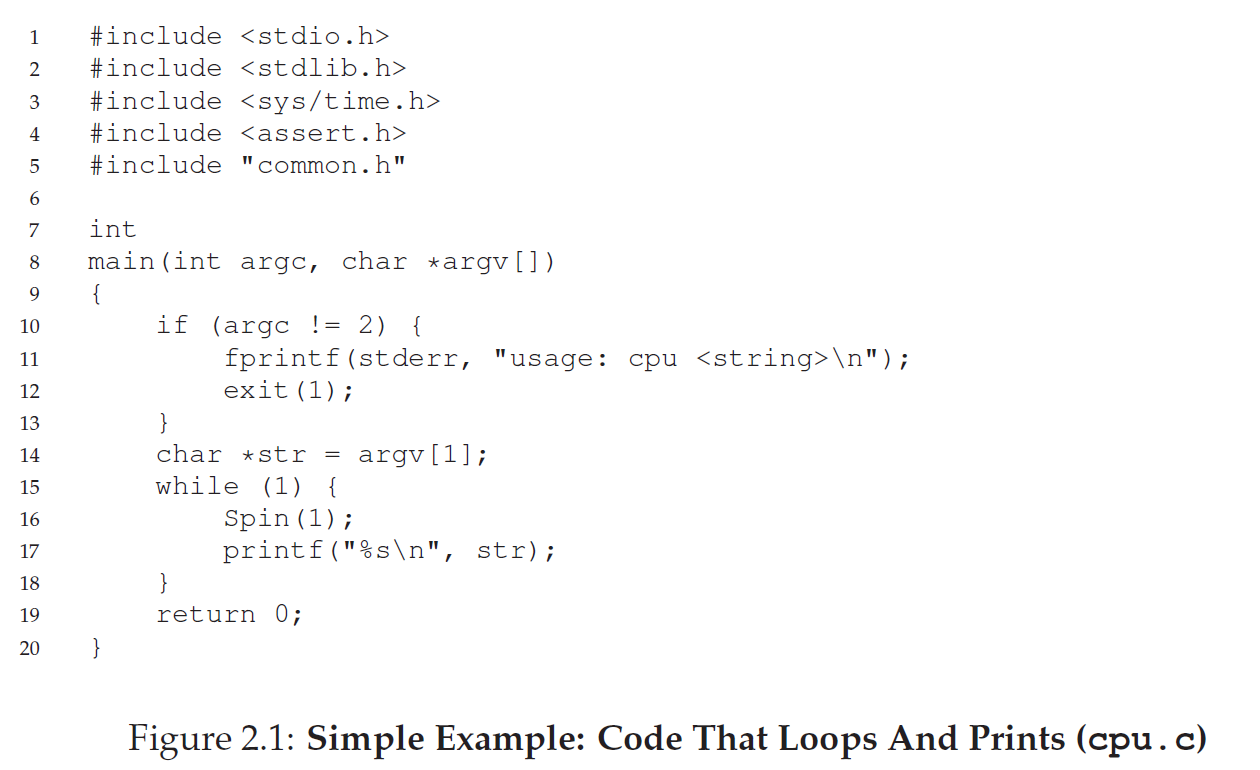 1 #include <stdio.h>
2 #include <stdlib.h>
3 #include <sys/time.h>
4 #include <assert.h>
5 #include "common.h"
6
7 int
8 main(int argc, char *argv[])
9 {
10     if (argc != 2) {
11         fprintf(stderr, "usage: cpu <string>\n");
12         exit(1);
13     }
14     char *str = argv[1];
15     while (1) {
16         Spin(1);
17         printf("%s\n", str);
18     }
19     return 0;
20 }
Figure 2.1: Simple Example: Code That Loops And Prints (cpu.c)